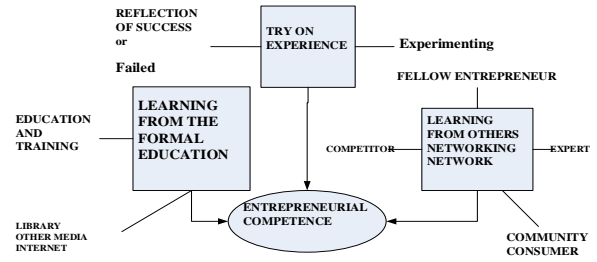 REFLECTION
OF SUCCESS
or
Failed
TRY ON
EXPERIENCE
Experimenting
FELLOW ENTREPRENEUR
EDUCATION
AND
TRAINING
LEARNING
FROM THE
FORMAL
EDUCATION
COMPETITOR
LEARNING
FROM OTHERS
NETWORKING
NETWORK
EXPERT
ENTREPRENEURIAL
COMPETENCE
LIBRARY
OTHER MEDIA
INTERNET
COMMUNITY
CONSUMER